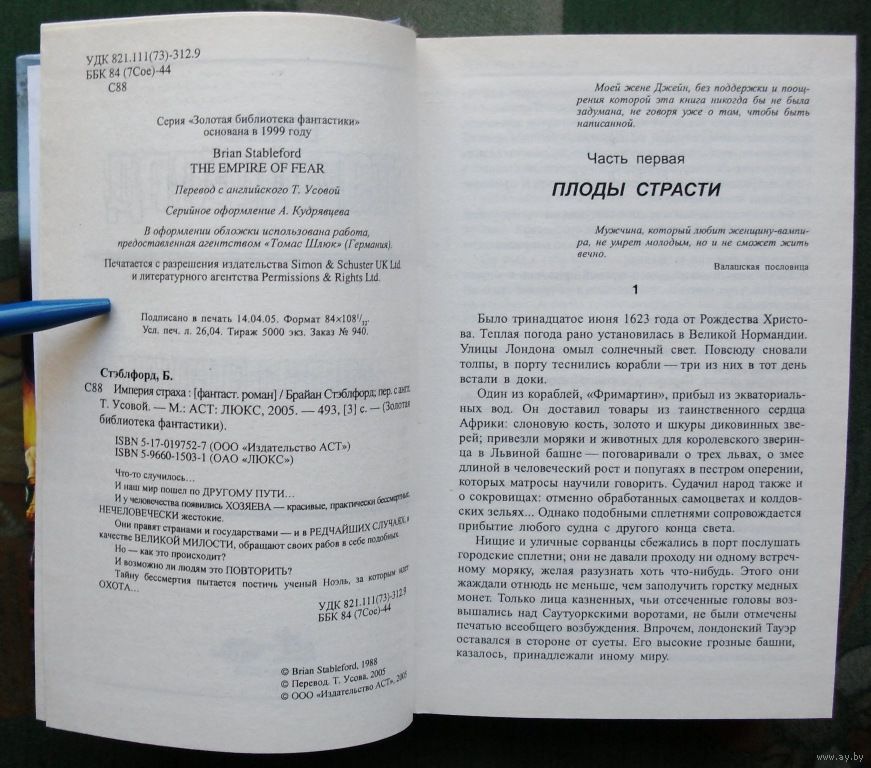 УДК 821.111(73)-312.9
ББК 84 (7Сое)-44
С88
Серия «Золотая библиотека фантастики»
основана в 1999 году
Brian Stableford
THE EMPIRE OF FEAR
Перевод с английского Т. Усовой
Серийное оформление А. Кудрявцева
В оформлении обложки использована работа,
предоставленная агентством «Томас Шлюк» (Германия).
Печатается с разрешения издательства Simon & Schuster UK Ltd
и литературного агентства Permissions & Rights Ltd.
Подписано в печать 14.04.05. Формат 84×108¹/₃₂.
Усл. печ. л. 26,04. Тираж 5000 экз. Заказ № 940.
Стэблфорд, Б.
С88 Империя страха : [фантаст. роман] / Брайан Стэблфорд; пер. с англ.
Т. Усовой. — М.: АСТ: ЛЮКС, 2005. — 493, [3] с. — (Золотая
библиотека фантастики).
ISBN 5-17-019752-7 (ООО «Издательство АСТ»)
ISBN 5-9660-1503-1 (ОАО «ЛЮКС»)
Что-то случилось...
И наш мир пошел по ДРУГОМУ ПУТИ...
И у человечества появились ХОЗЯЕВА — красивые, практически бессмертные,
НЕЧЕЛОВЕЧЕСКИ жестокие.
Они правят странами и государствами — и в РЕДЧАЙШИХ СЛУЧАЯХ, в
качестве ВЕЛИКОЙ МИЛОСТИ, обращают своих рабов в себе подобных.
Но — как это происходит?
И возможно ли людям это ПОВТОРИТЬ?
Тайну бессмертия пытается постичь ученый Ноэль, за которым идет
ОХОТА...
УДК 821.111(73)-312.9
ББК 84 (7Сое)-44
© Brian Stableford, 1988
© Перевод. Т. Усова, 2005
© ООО «Издательство АСТ», 2005
Моей жене Джейн, без поддержки и поощ-
рения которой эта книга никогда бы не была
задумана, не говоря уже о том, чтобы быть
написанной.
Часть первая
ПЛОДЫ СТРАСТИ
Мужчина, который любит женщину-вампи-
ра, не умрет молодым, но и не сможет жить
вечно.
Валашская пословица
1
Было тринадцатое июня 1623 года от Рождества Христо-
ва. Теплая погода рано установилась в Великой Нормандии.
Улицы Лондона омыл солнечный свет. Повсюду сновали
толпы, в порту теснились корабли — три из них в тот день
встали в доки.
Один из кораблей, «Фримартин», прибыл из экваториаль-
ных вод. Он доставил товары из таинственного сердца
Африки: слоновую кость, золото и шкуры диковинных зве-
рей; привезли моряки и животных для королевского зверин-
ца в Львиной башне — поговаривали о трех львах, о змее
длиной в человеческий рост и попугаях в пестром оперении,
которых матросы научили говорить. Судачил народ также и
о сокровищах: отменно обработанных самоцветах и колдов-
ских зельях... Однако подобными сплетнями сопровождается
прибытие любого судна с другого конца света.
Нищие и уличные сорванцы сбежались в порт послушать
городские сплетни; они не давали проходу ни одному встреч-
ному моряку, желая разузнать хоть что-нибудь. Этого они
жаждали отнюдь не меньше, чем заполучить горстку медных
монет. Только лица казненных, чьи отсеченные головы воз-
вышались над Саутуоркскими воротами, не были отмечены
печатью всеобщего возбуждения. Впрочем, лондонский Тауэр
оставался в стороне от суеты. Его высокие грозные башни,
казалось, принадлежали иному миру.
www.ay.by